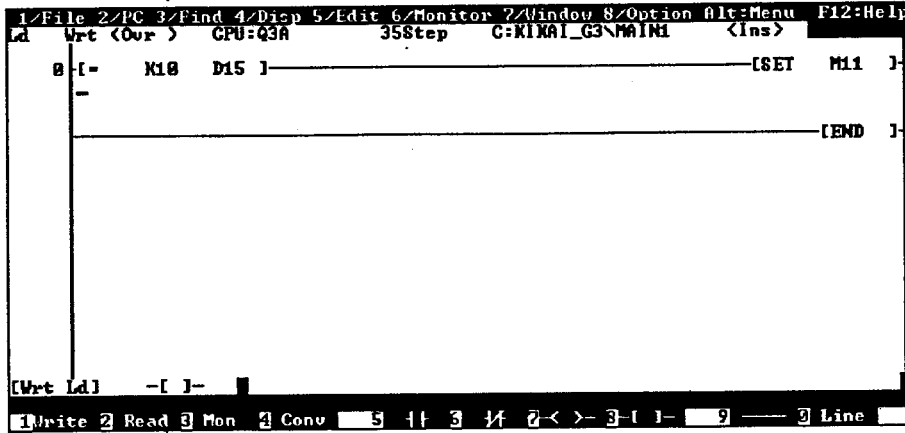 1/File 2/PC 3/Find 4/Disp 5/Edit 6/Monitor 7/Window 8/Option Alt:Menu F12:Help
Ld Wrt <Ovr > CPU:Q3A 358Step C:KIKAI_G3\MAIN1 <Ins>
0 [= K10 D15 ] [SET M11 ]
[END ]
[Wrt Ld] -[ ]-
1Write 2 Read 3 Mon 4 Conv 5 ┤├ 6 ┤/├ 7-< >- 8-[ ]- 9 ── 0 Line